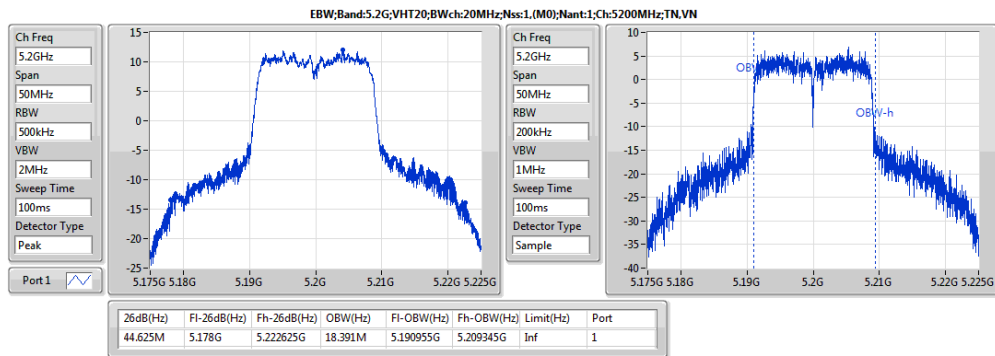 EBW;Band:5.2G;VHT20;BWch:20MHz;Nss:1,(M0);Nant:1;Ch:5200MHz;TN,VN
Ch Freq
5.2GHz
Span
50MHz
RBW
500kHz
VBW
2MHz
Sweep Time
100ms
Detector Type
Peak
Port 1
15
10
5
0
-5
-10
-15
-20
-25
5.175G 5.18G 5.19G 5.2G 5.21G 5.22G 5.225G
Ch Freq
5.2GHz
Span
50MHz
RBW
200kHz
VBW
1MHz
Sweep Time
100ms
Detector Type
Sample
10
5
0
-5
-10
-15
-20
-25
-30
-35
-40
OB
OBW-h
5.175G 5.18G 5.19G 5.2G 5.21G 5.22G 5.225G
26dB(Hz) Fl-26dB(Hz) Fh-26dB(Hz) OBW(Hz) Fl-OBW(Hz) Fh-OBW(Hz) Limit(Hz) Port
44.625M 5.178G 5.222625G 18.391M 5.190955G 5.209345G Inf 1